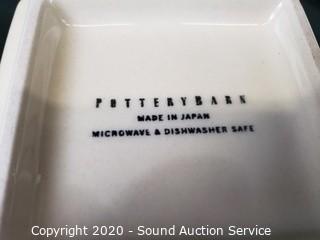 POTTERYBARN
MADE IN JAPAN
MICROWAVE & DISHWASHER SAFE
Copyright 2020 - Sound Auction Service